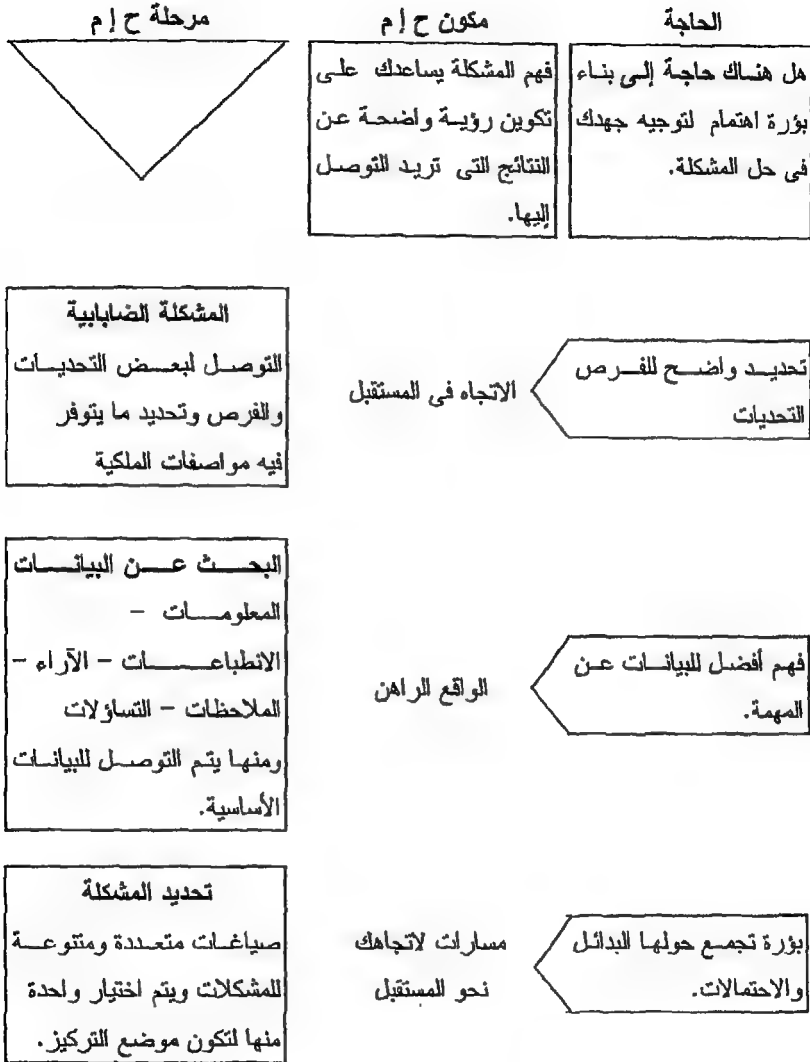 الحاجة
هل هناك حاجة إلى بناء
بؤرة اهتمام لتوجيه جهدك
فى حل المشكلة.
مكون ح إ م
فهم المشكلة يساعدك على
تكوين رؤية واضحة عن
النتائج التى تريد التوصل
إليها.
مرحلة ح إ م
تحديد واضح للفرص
التحديات
الاتجاه فى المستقبل
المشكلة الضابابية
التوصل لبعض التحديات
والفرص وتحديد ما يتوفر
فيه مواصفات الملكية
فهم أفضل للبيانات عن
المهمة.
الواقع الراهن
البحث عن البيانات
المعلومات –
الانطباعات – الآراء –
الملاحظات – التساؤلات
ومنها يتم التوصل للبيانات
الأساسية.
بؤرة تجمع حولها البدائل
والاحتمالات.
مسارات لاتجاهك
نحو المستقبل
تحديد المشكلة
صياغات متعددة ومتنوعة
للمشكلات ويتم اختيار واحدة
منها لتكون موضع التركيز.